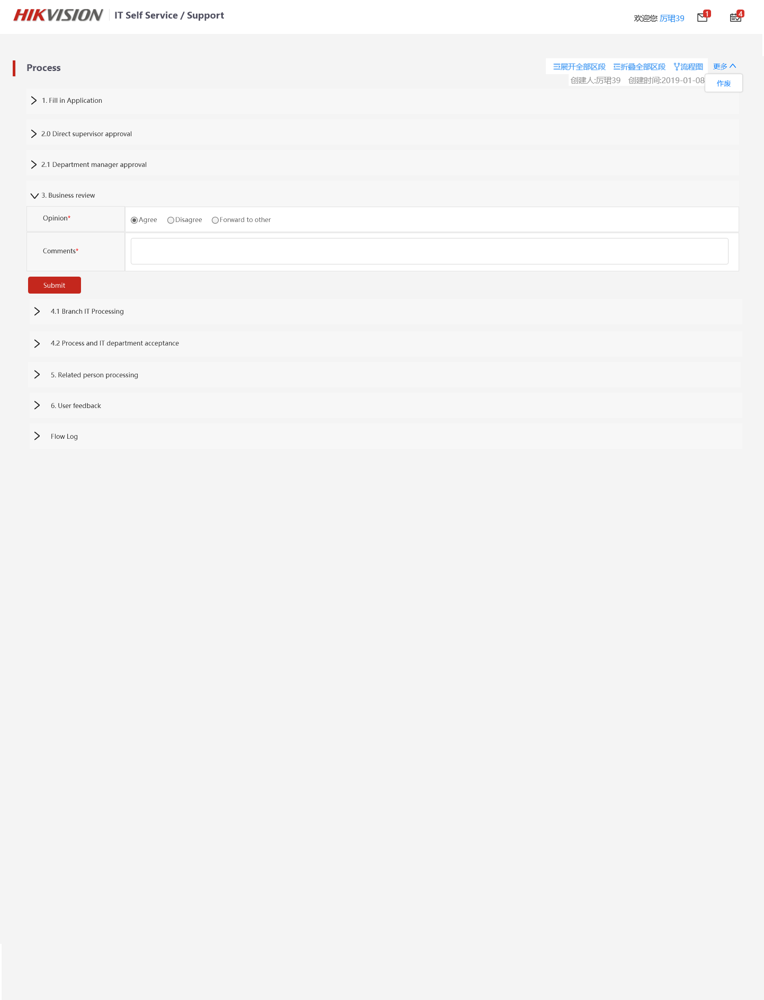 HIKVISION IT Self Service / Support
欢迎您 厉珺39 1 4
Process
展开全部区段 折叠全部区段 流程图 更多
创建人:厉珺39 创建时间:2019-01-08
作废
1. Fill in Application
2.0 Direct supervisor approval
2.1 Department manager approval
3. Business review
Opinion* Agree Disagree Forward to other
Comments*
Submit
4.1 Branch IT Processing
4.2 Process and IT department acceptance
5. Related person processing
6. User feedback
Flow Log